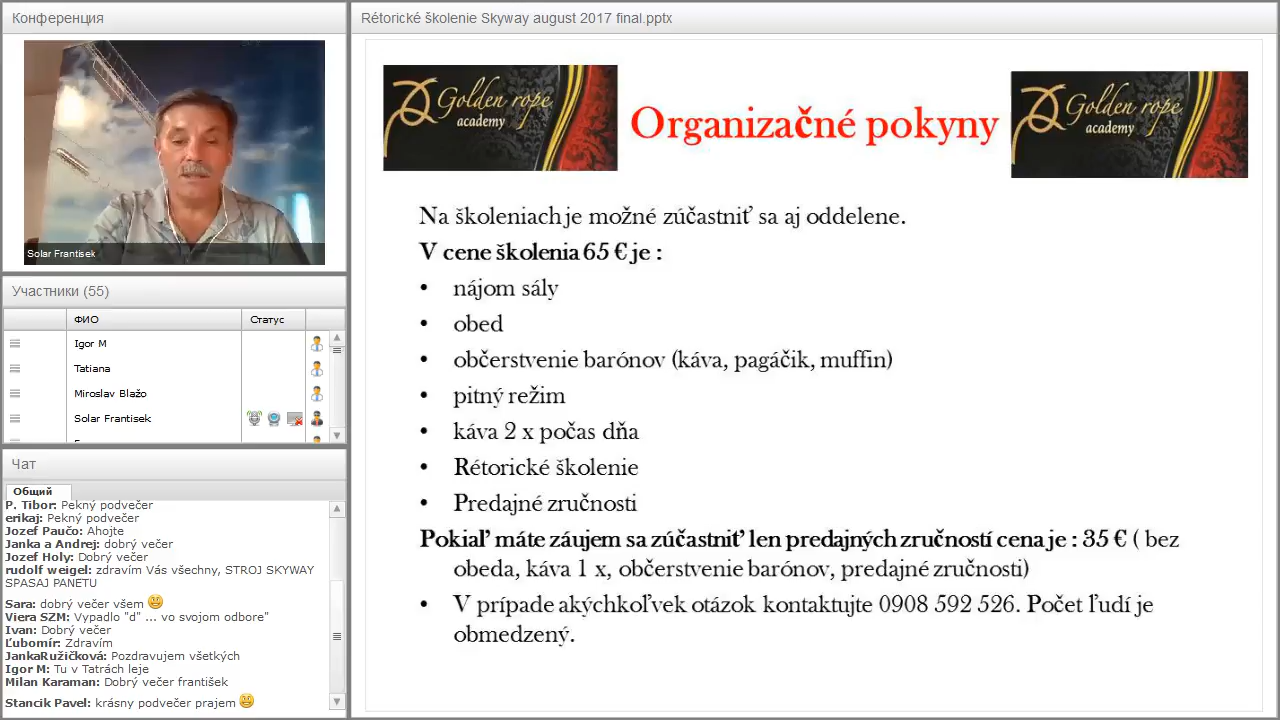 Конференция
Solar Frantisek
Участники (55)
ФИО Статус
Igor M
Tatiana
Miroslav Blažo
Solar Frantisek
Чат
Общий
P. Tibor: Pekný podvečer
erikaj: Pekný podvečer
Jozef Paučo: Ahojte
Janka a Andrej: dobrý večer
Jozef Holy: Dobrý večer
rudolf weigel: zdravím Vás všechny, STROJ SKYWAY
SPASAJ PANETU
Sara: dobrý večer všem
Viera SZM: Vypadlo "d" ... vo svojom odbore"
Ivan: Dobrý večer
Ľubomír: Zdravím
JankaRužičková: Pozdravujem všetkých
Igor M: Tu v Tatrách leje
Milan Karaman: Dobrý večer františek
Stancik Pavel: krásny podvečer prajem
Rétorické školenie Skyway august 2017 final.pptx
Golden rope
academy
Organizačné pokyny
Golden rope
academy
Na školeniach je možné zúčastniť sa aj oddelene.
V cene školenia 65 € je :
• nájom sály
• obed
• občerstvenie barónov (káva, pagáčik, muffin)
• pitný režim
• káva 2 x počas dňa
• Rétorické školenie
• Predajné zručnosti
Pokiaľ máte záujem sa zúčastniť len predajných zručností cena je : 35 € ( bez
obeda, káva 1 x, občerstvenie barónov, predajné zručnosti)
• V prípade akýchkoľvek otázok kontaktujte 0908 592 526. Počet ľudí je
obmedzený.